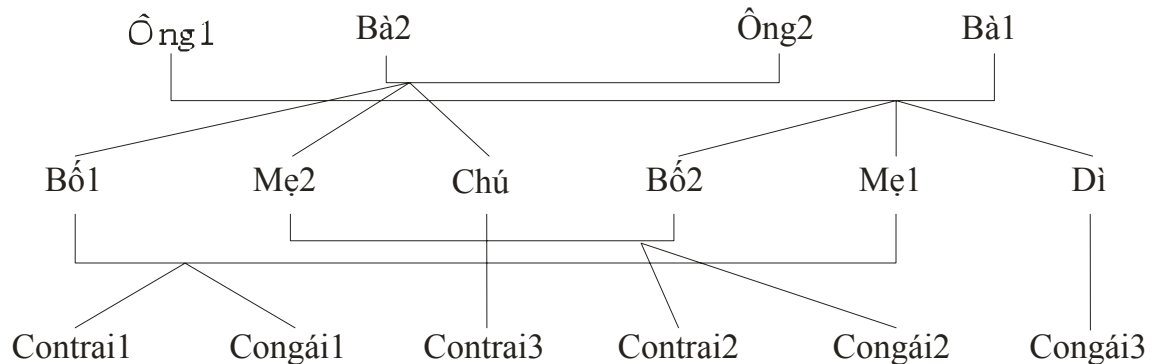 Ông1 Bà2 Ông2 Bà1
Bố1 Mẹ2 Chú Bố2 Mẹ1 Dì
Contrai1 Congái1 Contrai3 Contrai2 Congái2 Congái3